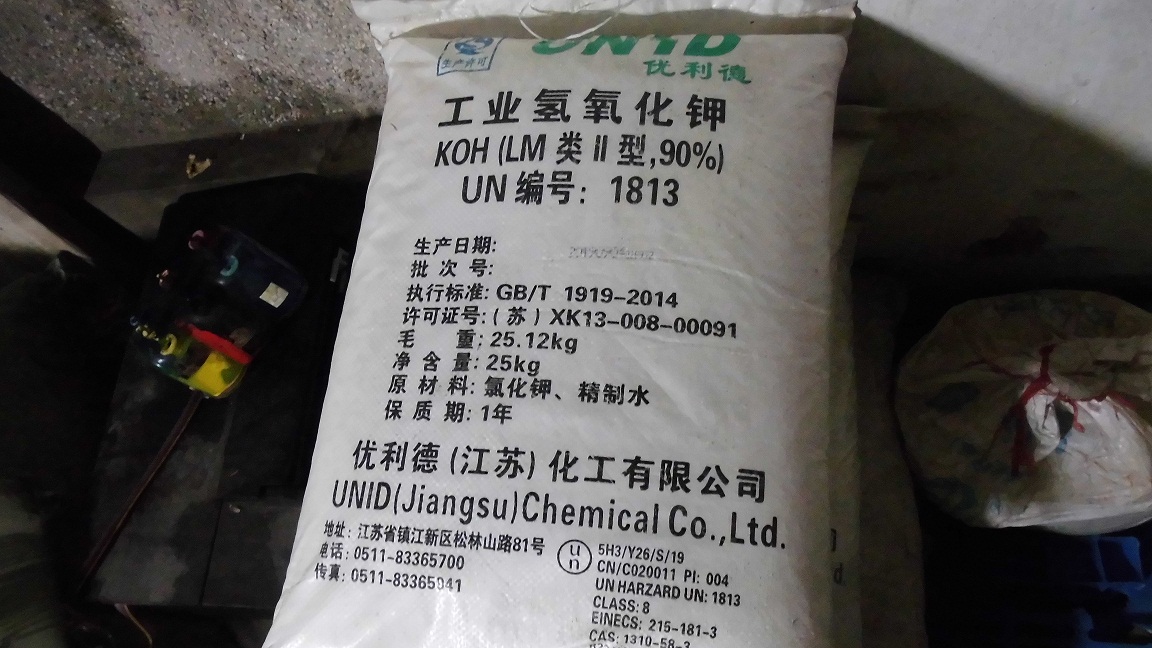 生产许可
UNID
优利德
工业氢氧化钾
KOH (LM 类 II 型,90%)
UN 编号: 1813
生产日期:
批 次 号:
执行标准: GB/T 1919-2014
许可证号: (苏) XK13-008-00091
毛 重: 25.12kg
净 含 量: 25kg
原 材 料: 氯化钾、精制水
保 质 期: 1年
优利德 (江苏) 化工有限公司
UNID(Jiangsu)Chemical Co.,Ltd.
地址: 江苏省镇江新区松林山路81号
电话: 0511-83365700
传真: 0511-83365941
un
5H3/Y26/S/19
CN/C020011 PI: 004
UN HARZARD UN: 1813
CLASS: 8
EINECS: 215-181-3
CAS: 1310-58-3